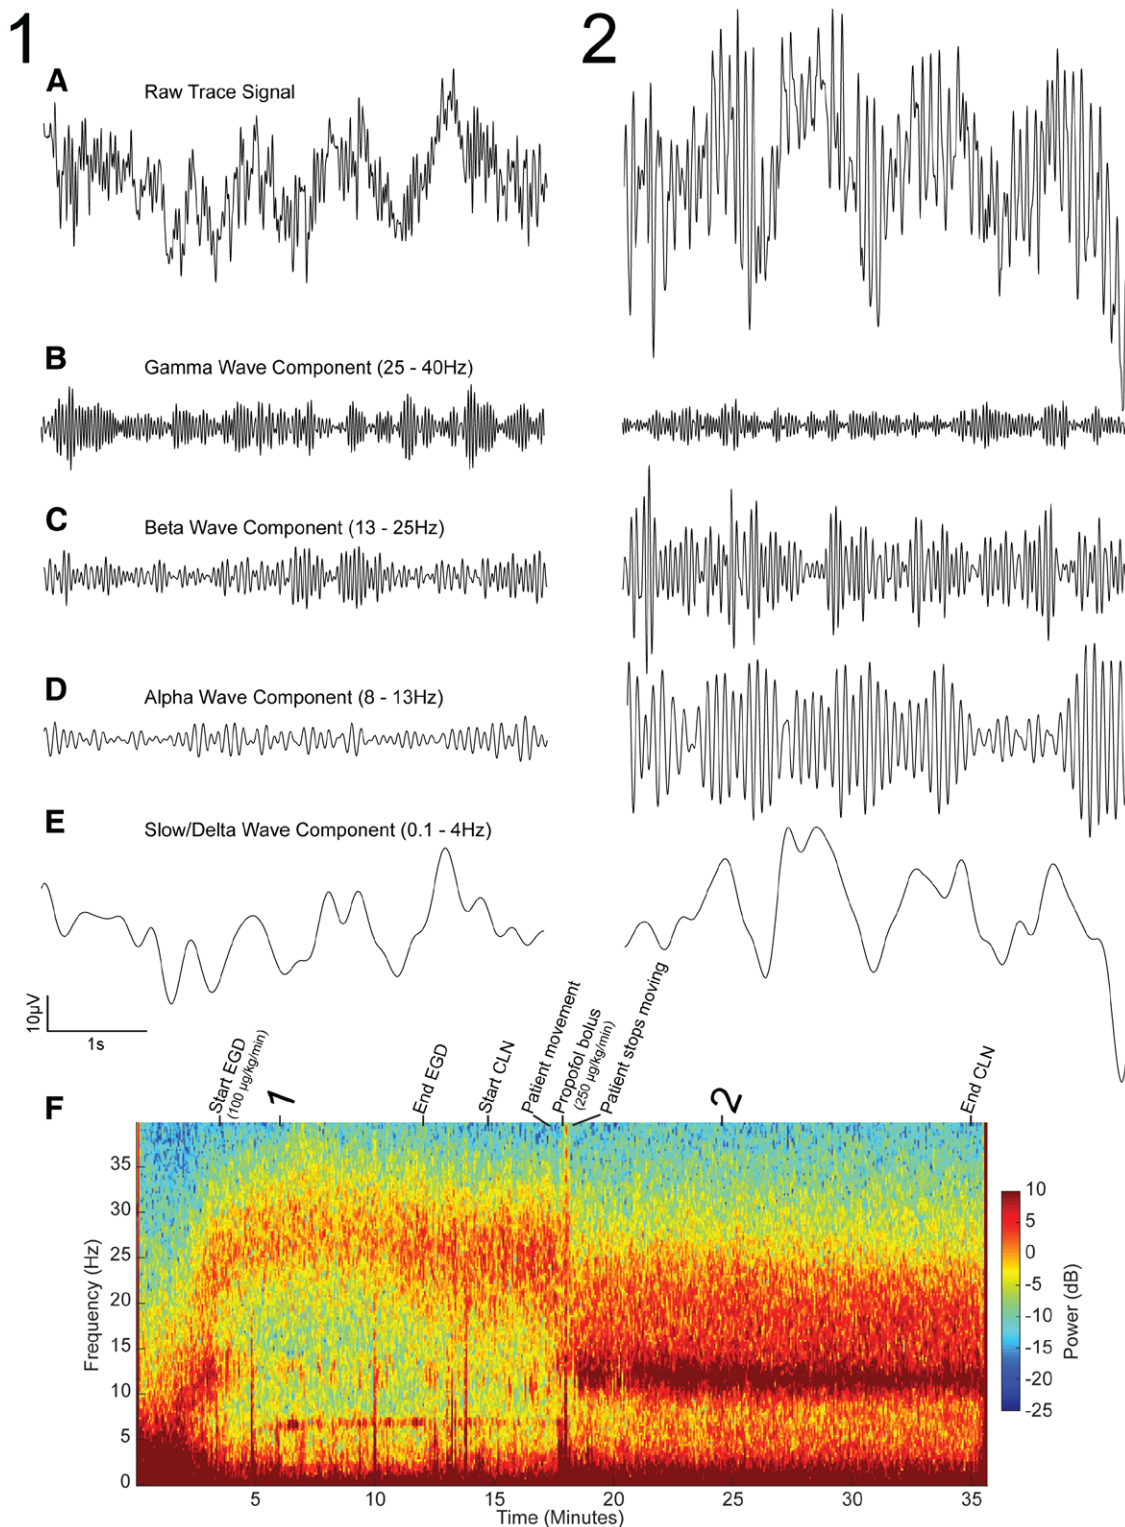 1
2
A
Raw Trace Signal
B
Gamma Wave Component (25 - 40Hz)
C
Beta Wave Component (13 - 25Hz)
D
Alpha Wave Component (8 - 13Hz)
E
Slow/Delta Wave Component (0.1 - 4Hz)
10µV
1s
F
Start EGD
(100 µg/kg/min)
1
End EGD
Start CLN
Patient movement
Propofol bolus
(250 µg/kg/min)
Patient stops moving
2
End CLN
Frequency (Hz)
35
30
25
20
15
10
5
0
5
10
15
20
25
30
35
Time (Minutes)
10
5
0
-5
-10
-15
-20
-25
Power (dB)